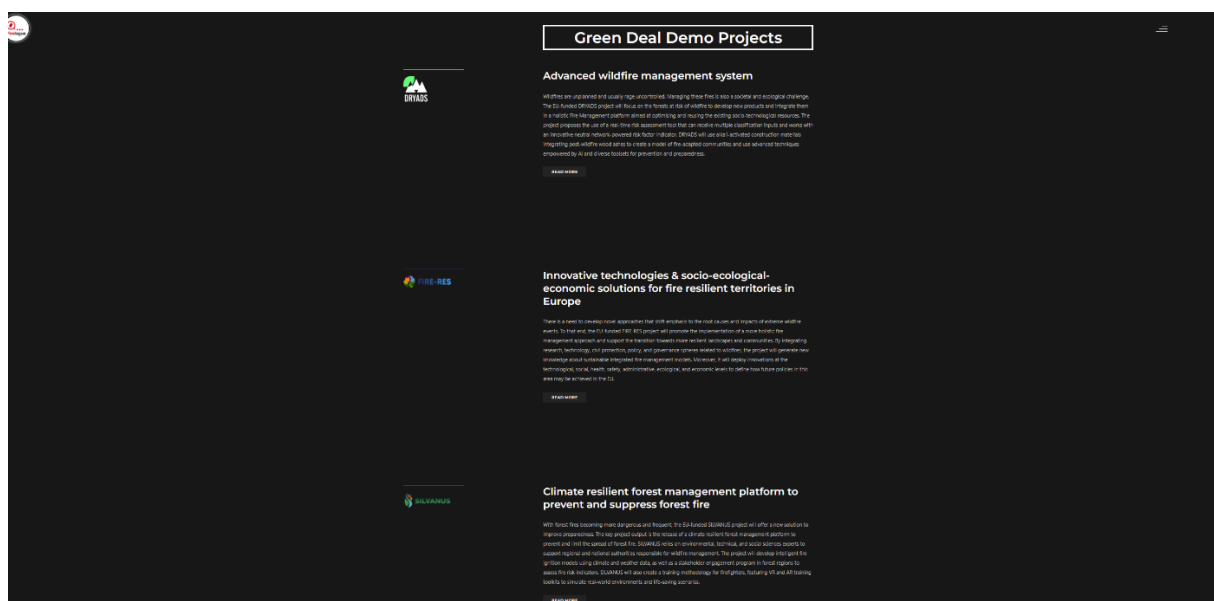 Green Deal Demo Projects
DRYADS
Advanced wildfire management system
Wildfires are unplanned and usually rage uncontrolled. Managing these fires is also a societal and ecological challenge.
The EU-funded DRYADS project will focus on the forests at risk of wildfire to develop new products and integrate them
in a holistic Fire Management platform aimed at optimising and reusing the existing socio-technological resources. The
project proposes the use of a real-time risk assessment tool that can receive multiple classification inputs and works with
an innovative neutral network-powered risk factor indicator. DRYADS will use alkali-activated construction materials
integrating post-wildfire wood ashes to create a model of fire-adapted communities and use advanced techniques
empowered by AI and diverse toolsets for prevention and preparedness.
READ MORE
FIRE-RES
Innovative technologies & socio-ecological-
economic solutions for fire resilient territories in
Europe
There is a need to develop novel approaches that shift emphasis to the root causes and impacts of extreme wildfire
events. To that end, the EU-funded FIRE-RES project will promote the implementation of a more holistic fire
management approach and support the transition towards more resilient landscapes and communities. By integrating
research, technology, civil protection, policy, and governance spheres related to wildfires, the project will generate new
knowledge about sustainable integrated fire management models. Moreover, it will deploy innovations at the
technological, social, health, safety, administrative, ecological, and economic levels to define how future policies in this
area may be achieved in the EU.
READ MORE
SILVANUS
Climate resilient forest management platform to
prevent and suppress forest fire
With forest fires becoming more dangerous and frequent, the EU-funded SILVANUS project will offer a new solution to
improve preparedness. The key project output is the release of a climate resilient forest management platform to
prevent and limit the spread of forest fire. SILVANUS relies on environmental, technical, and social sciences experts to
support regional and national authorities responsible for wildfire management. The project will develop intelligent fire
ignition models using climate and weather data, as well as a stakeholder engagement program in forest regions to
assess fire risk indicators. SILVANUS will also create a training methodology for firefighters, featuring VR and AR training
toolkits to simulate real-world environments and life-saving scenarios.
READ MORE